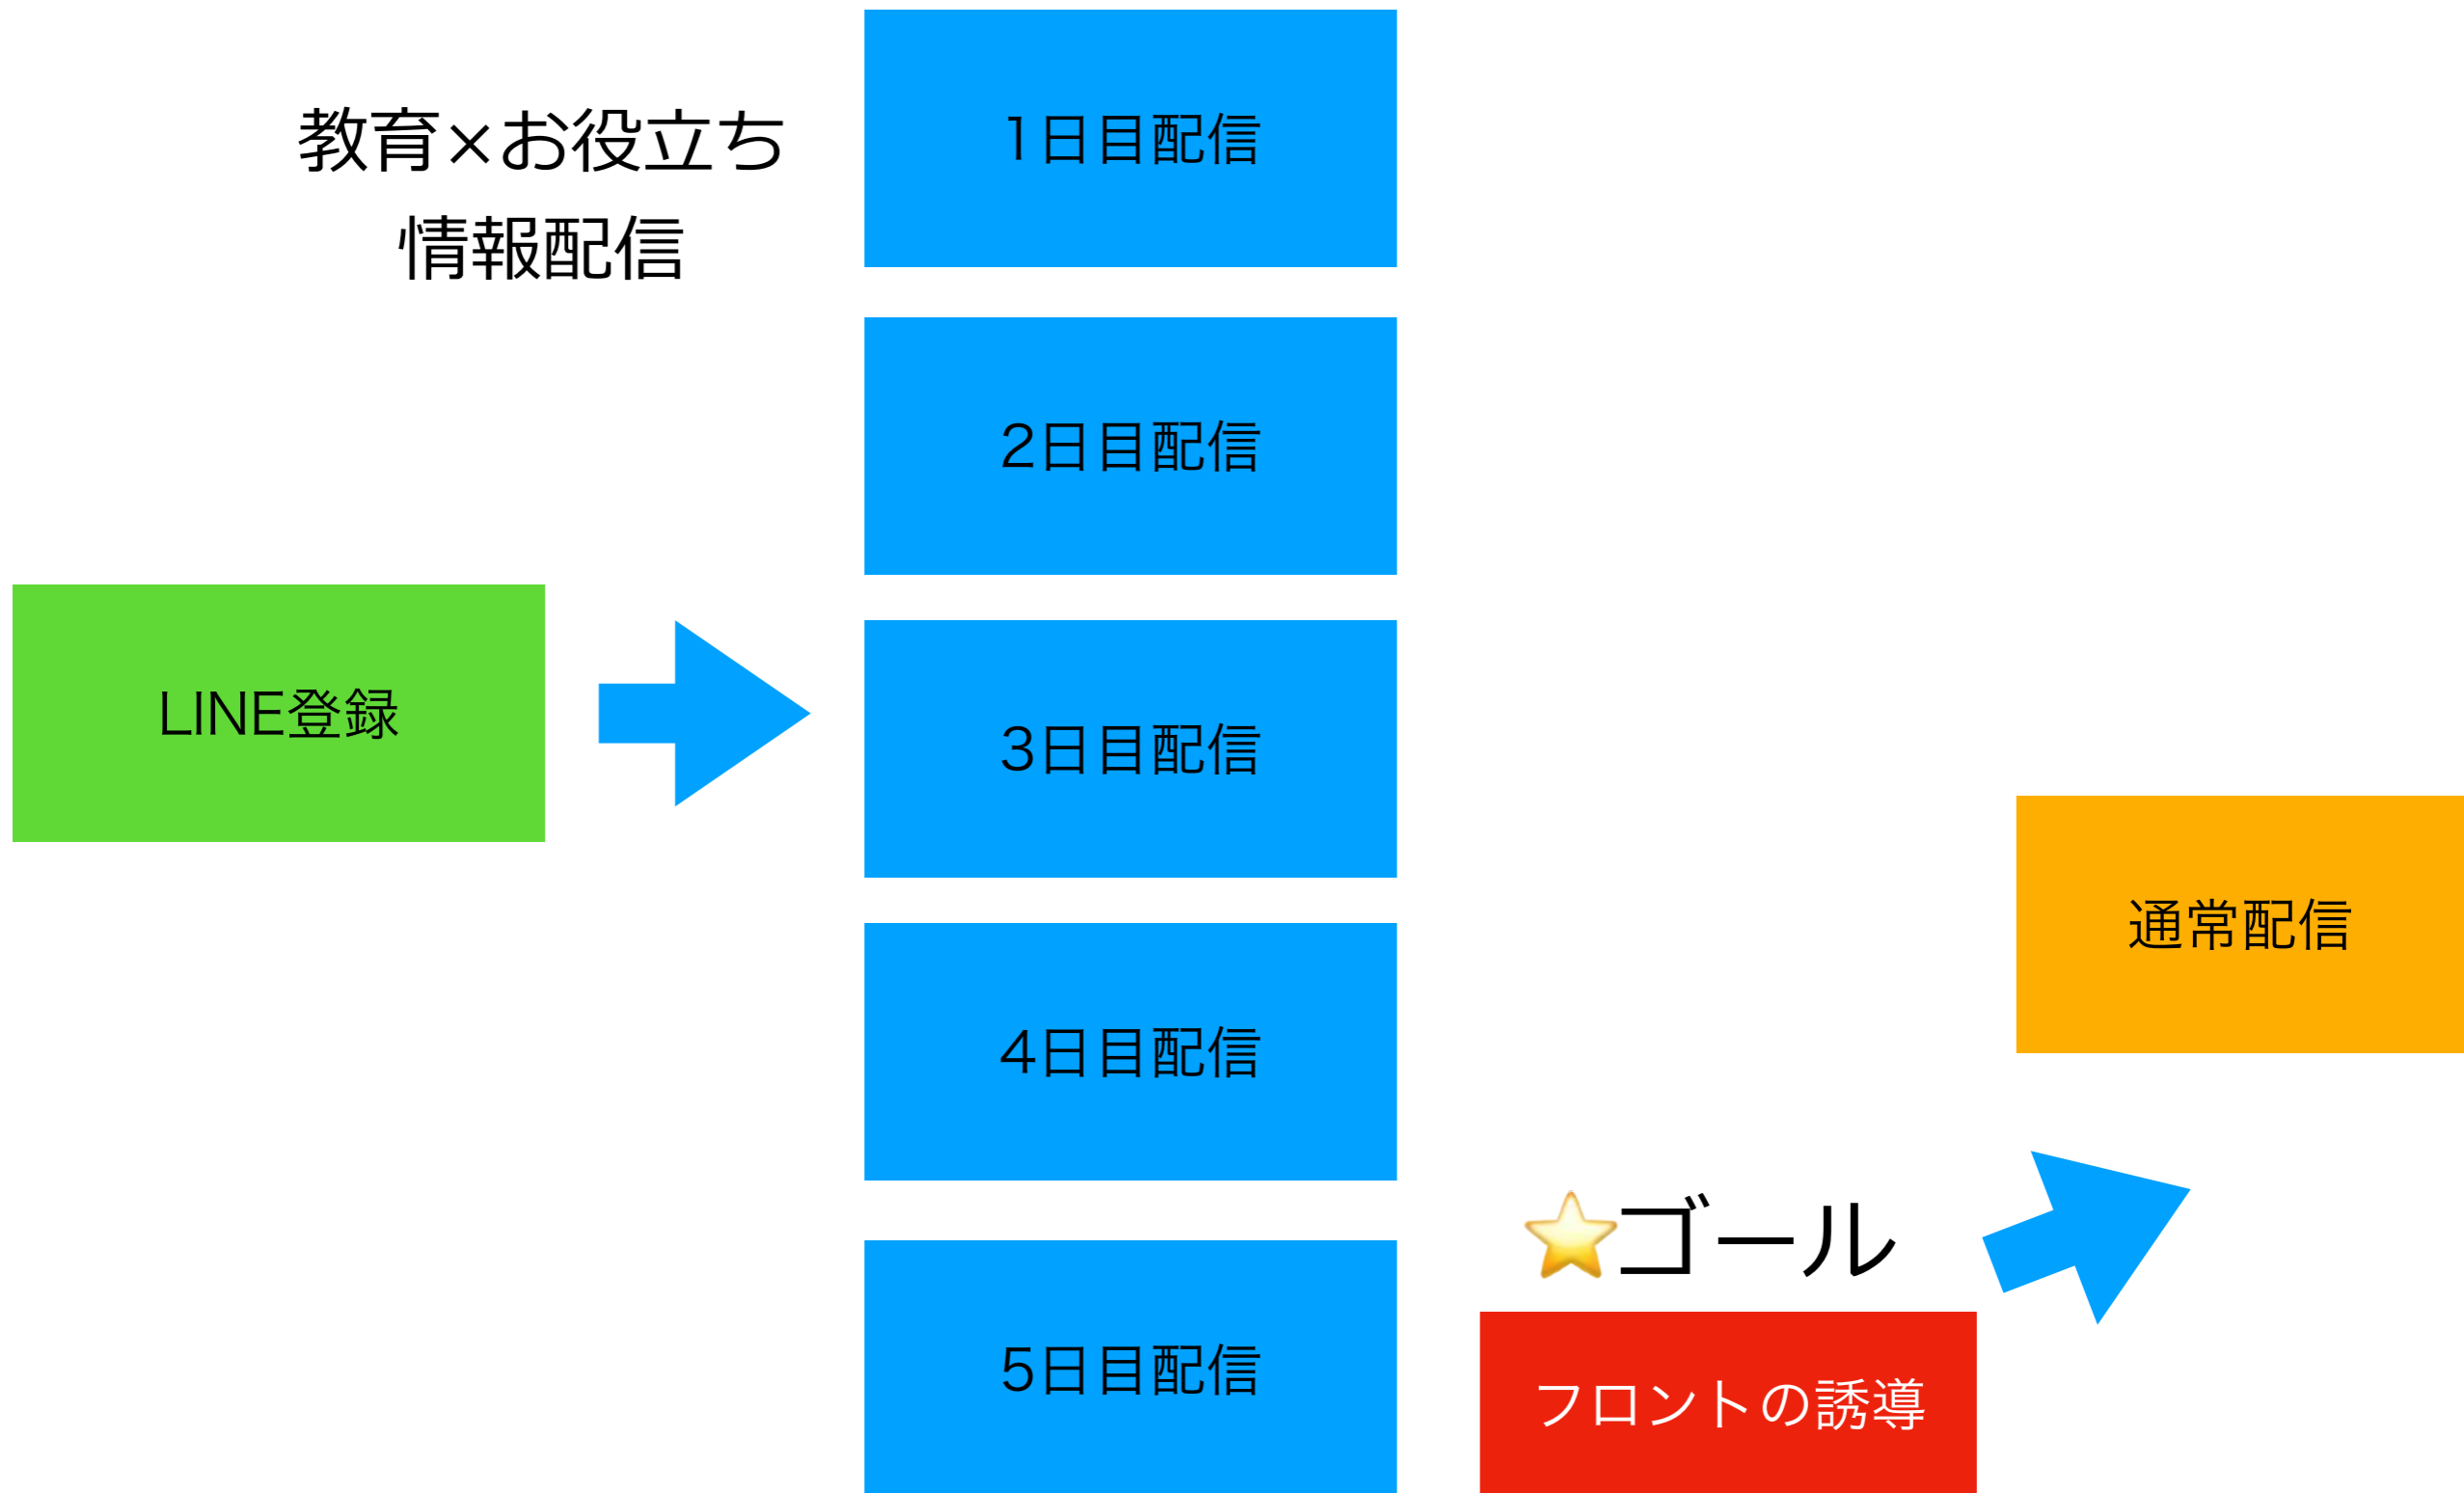 教育×お役立ち
情報配信
LINE登録
1日目配信
2日目配信
3日目配信
4日目配信
5日目配信
⭐️ゴール
フロントの誘導
通常配信